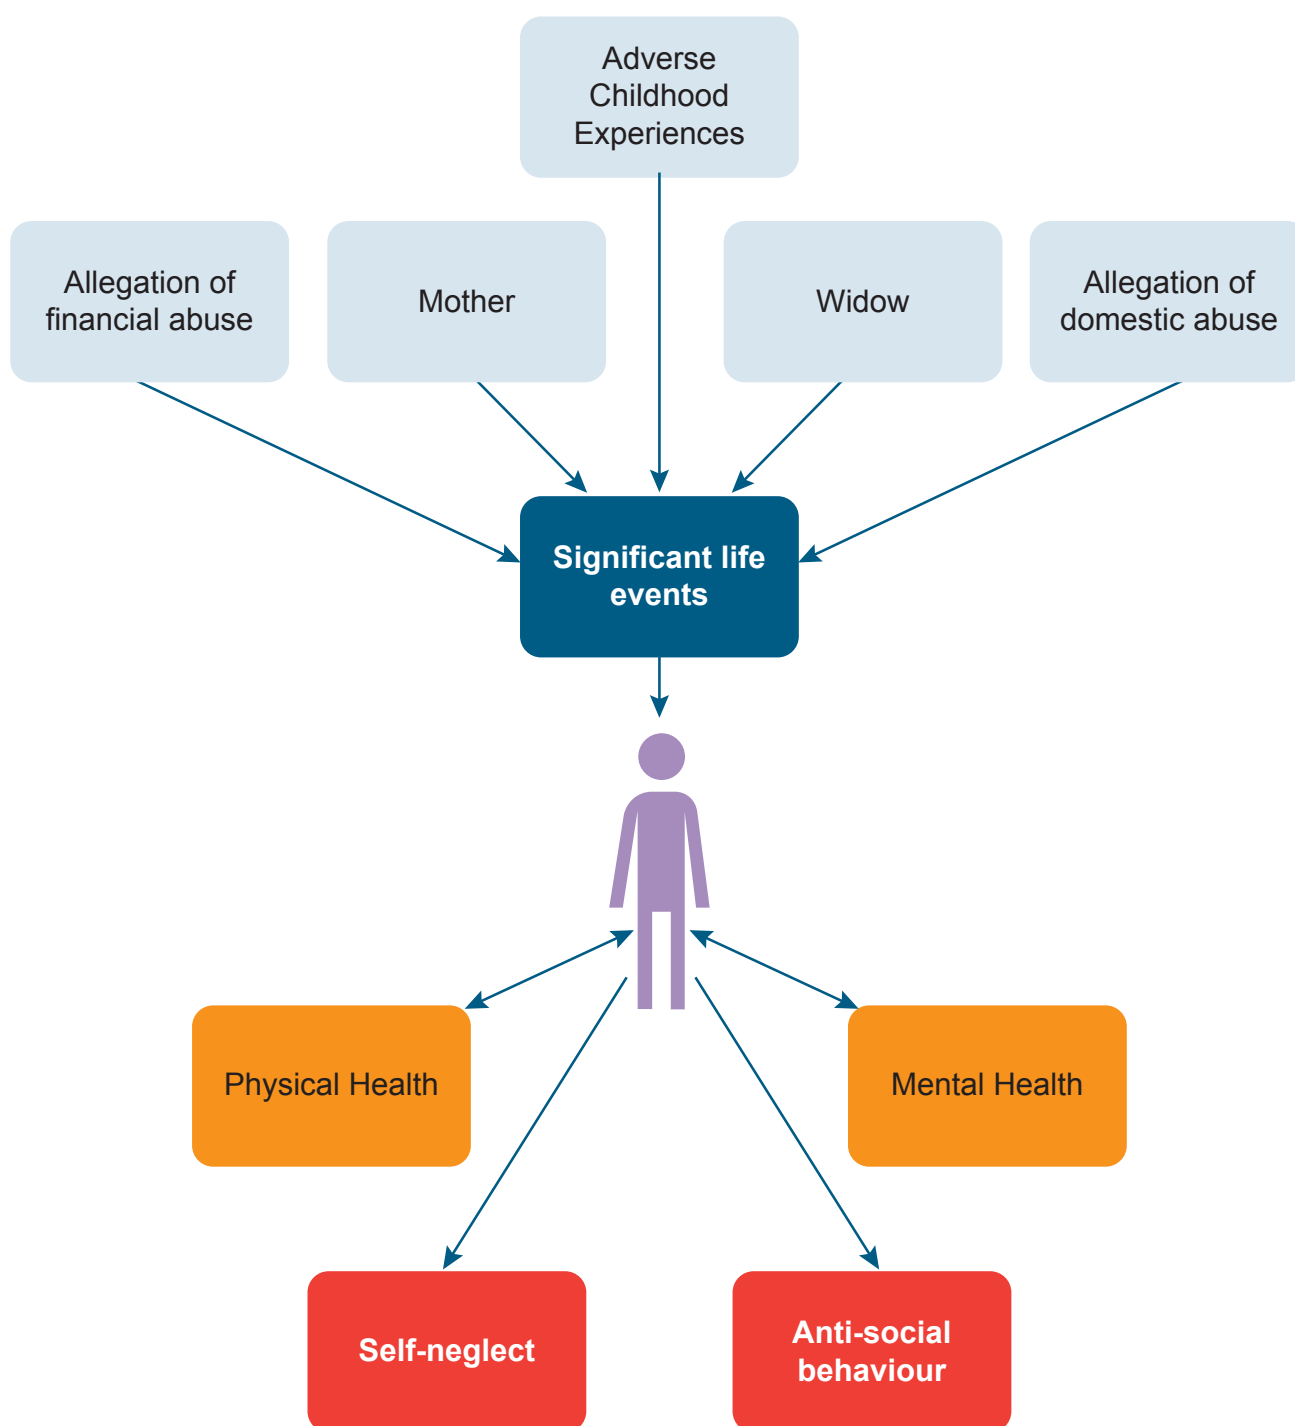 Adverse
Childhood
Experiences
Allegation of
financial abuse
Mother
Widow
Allegation of
domestic abuse
Significant life
events
Physical Health
Mental Health
Self-neglect
Anti-social
behaviour